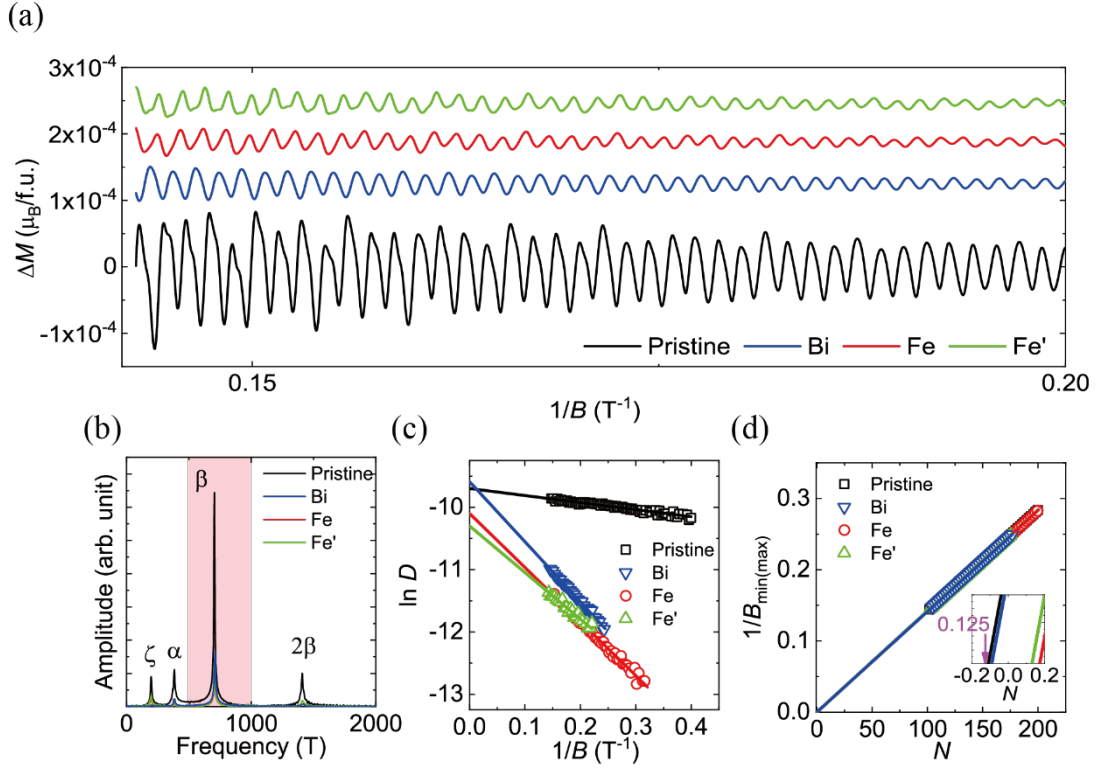 (a)
3x10-4
2x10-4
1x10-4
0
-1x10-4
ΔM (μB/f.u.)
Pristine Bi Fe Fe'
0.15 0.20
1/B (T-1)
(b)
Amplitude (arb. unit)
ζ α β 2β
Pristine
Bi
Fe
Fe'
0 500 1000 2000
Frequency (T)
(c)
ln D
-10
-11
-12
-13
Pristine
Bi
Fe
Fe'
0.0 0.1 0.2 0.3 0.4 0.5
1/B (T-1)
(d)
1/Bmin(max)
0.3
0.2
0.1
0.0
Pristine
Bi
Fe
Fe'
0.125
-0.2 0.0 0.2
N
0 50 100 150 200
N